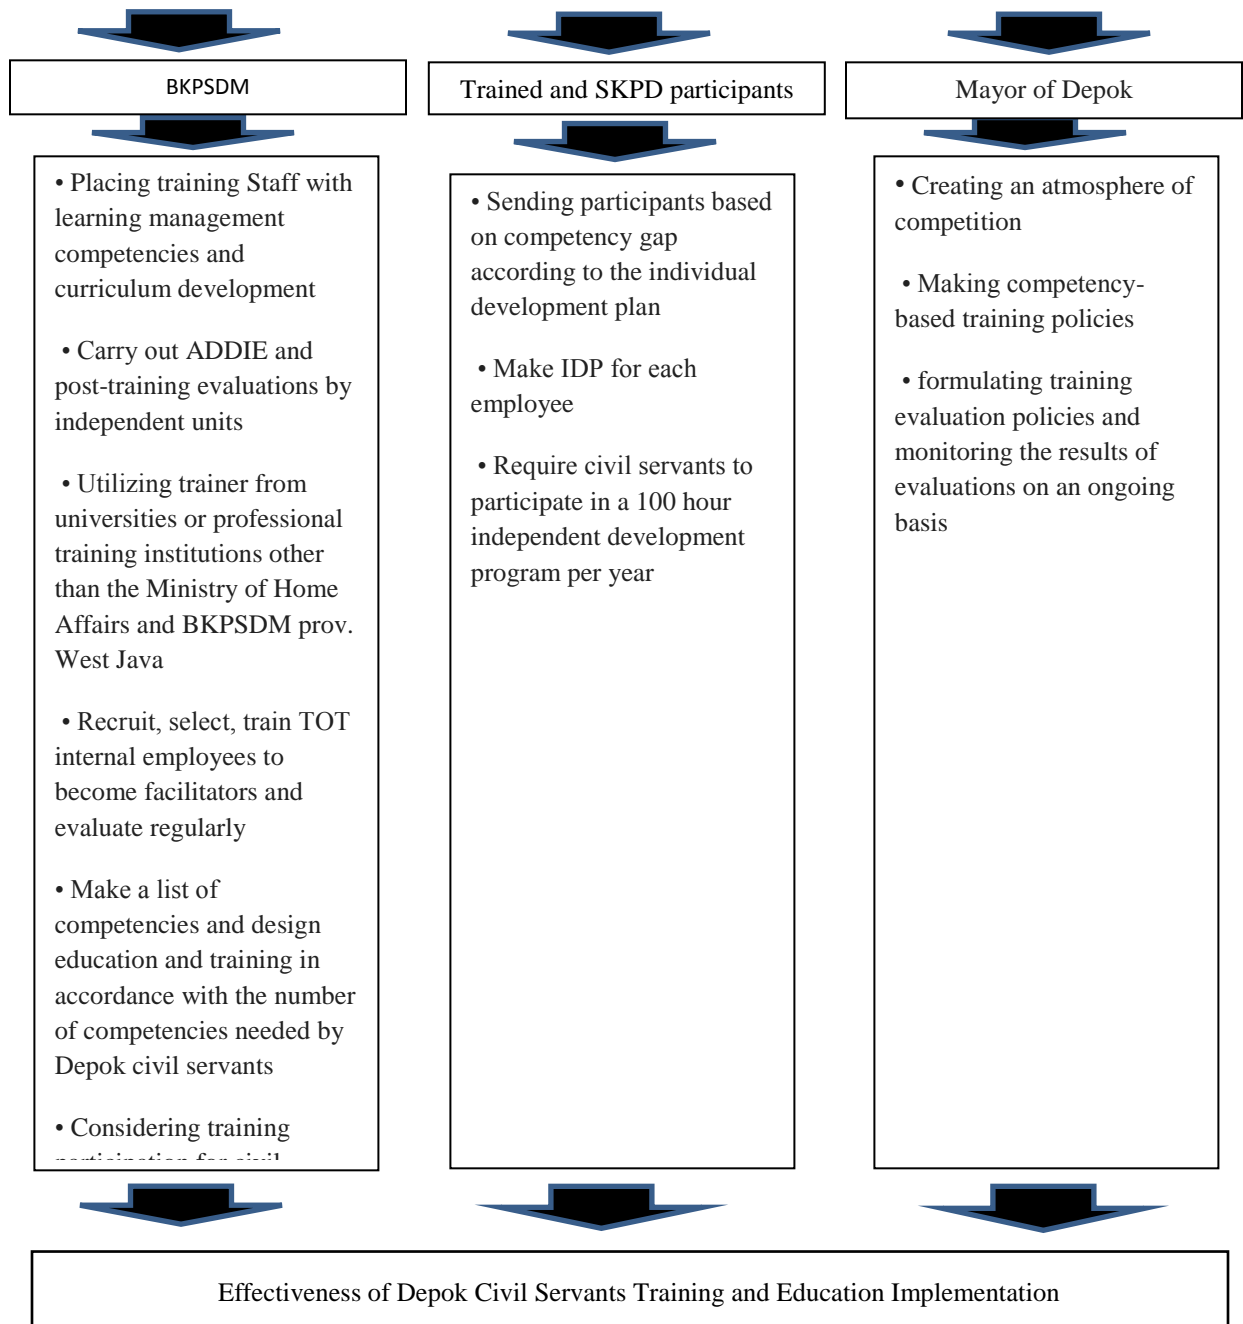 BKPSDM
Trained and SKPD participants
Mayor of Depok
• Placing training Staff with
learning management
competencies and
curriculum development
• Carry out ADDIE and
post-training evaluations by
independent units
• Utilizing trainer from
universities or professional
training institutions other
than the Ministry of Home
Affairs and BKPSDM prov.
West Java
• Recruit, select, train TOT
internal employees to
become facilitators and
evaluate regularly
• Make a list of
competencies and design
education and training in
accordance with the number
of competencies needed by
Depok civil servants
• Considering training
participation for civil
• Sending participants based
on competency gap
according to the individual
development plan
• Make IDP for each
employee
• Require civil servants to
participate in a 100 hour
independent development
program per year
• Creating an atmosphere of
competition
• Making competency-
based training policies
• formulating training
evaluation policies and
monitoring the results of
evaluations on an ongoing
basis
Effectiveness of Depok Civil Servants Training and Education Implementation